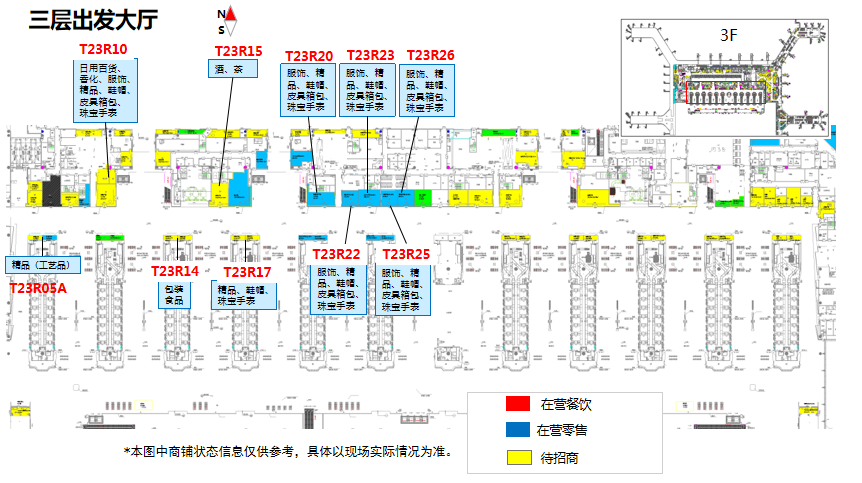 三层出发大厅
N
S
3F
T23R10
日用百货、
香化、服饰、
精品、鞋帽、
皮具箱包、
珠宝手表
T23R15
酒、茶
T23R20
服饰、精
品、鞋帽、
皮具箱包、
珠宝手表
T23R23
服饰、精
品、鞋帽、
皮具箱包、
珠宝手表
T23R26
服饰、精
品、鞋帽、
皮具箱包、
珠宝手表
精品（工艺品）
T23R05A
T23R14
包装
食品
T23R17
精品、鞋帽、
珠宝手表
T23R22
服饰、精
品、鞋帽、
皮具箱包、
珠宝手表
T23R25
服饰、精
品、鞋帽、
皮具箱包、
珠宝手表
在营餐饮
在营零售
待招商
*本图中商铺状态信息仅供参考，具体以现场实际情况为准。